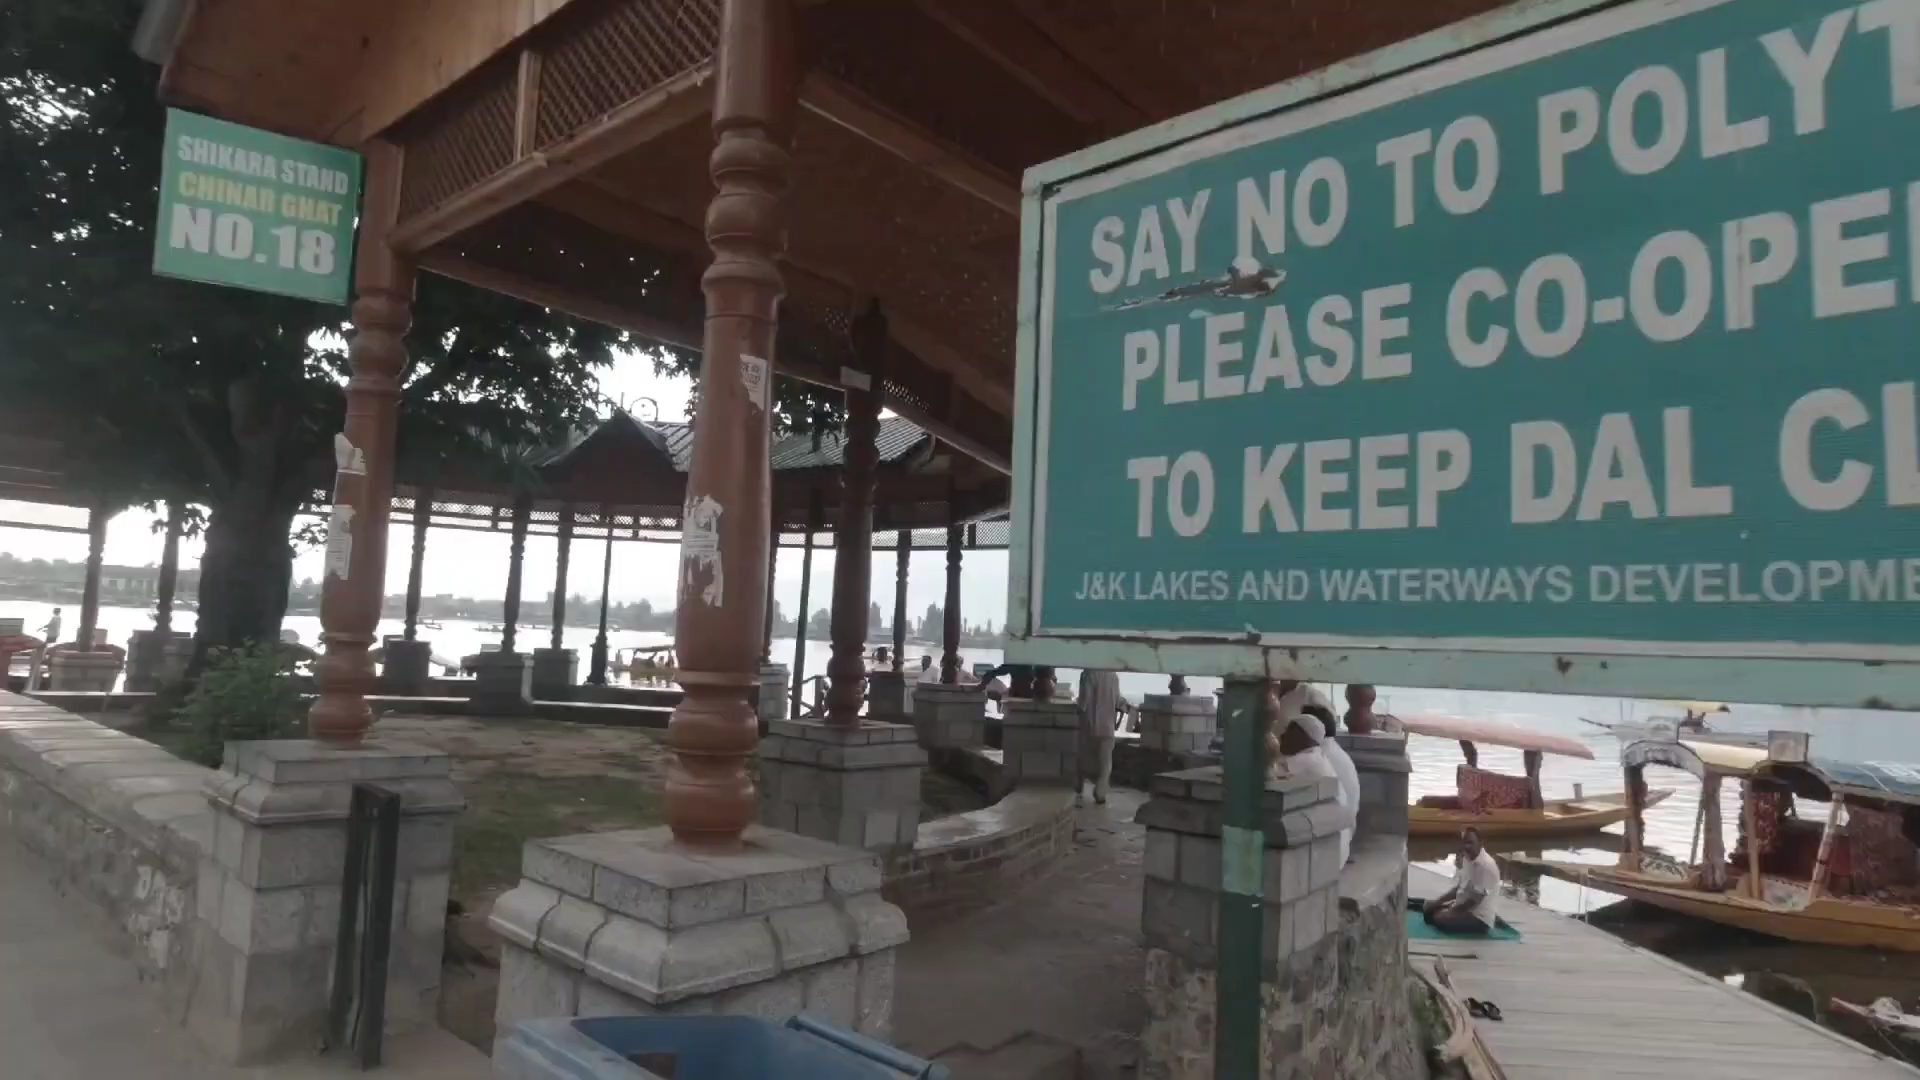 SHIKARA STAND
CHINAR GHAT
NO.18
SAY NO TO POLYT
PLEASE CO-OPE
TO KEEP DAL CL
J&K LAKES AND WATERWAYS DEVELOPME